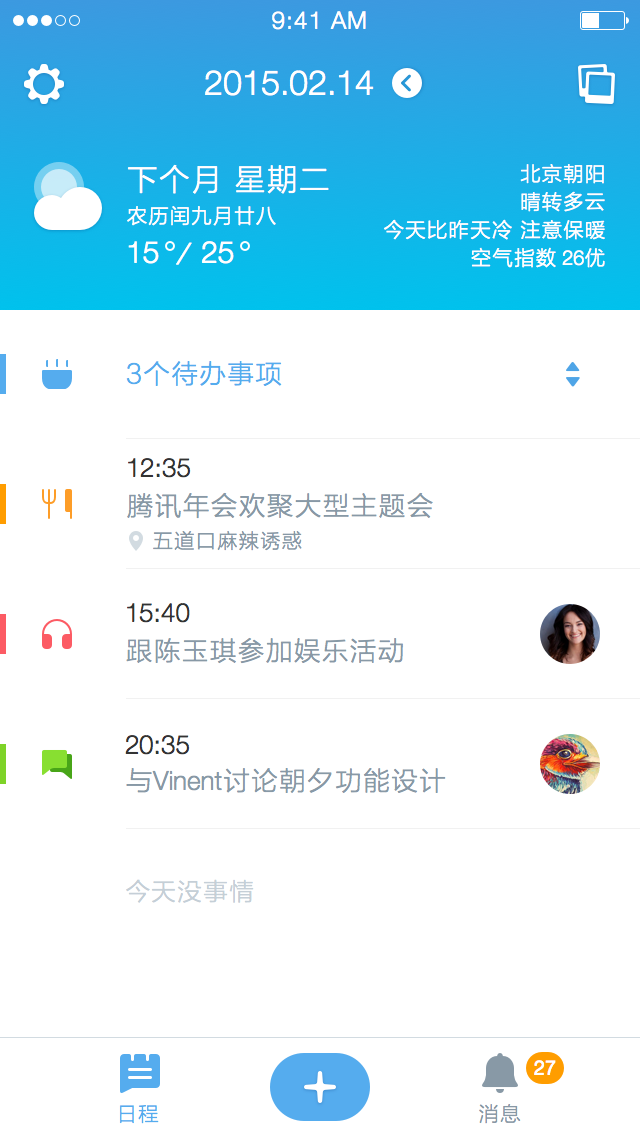 9:41 AM
2015.02.14
下个月 星期二
农历闰九月廿八
15°/ 25°
北京朝阳
晴转多云
今天比昨天冷 注意保暖
空气指数 26优
3个待办事项
12:35
腾讯年会欢聚大型主题会
五道口麻辣诱惑
15:40
跟陈玉琪参加娱乐活动
20:35
与Vinent讨论朝夕功能设计
今天没事情
日程
27
消息